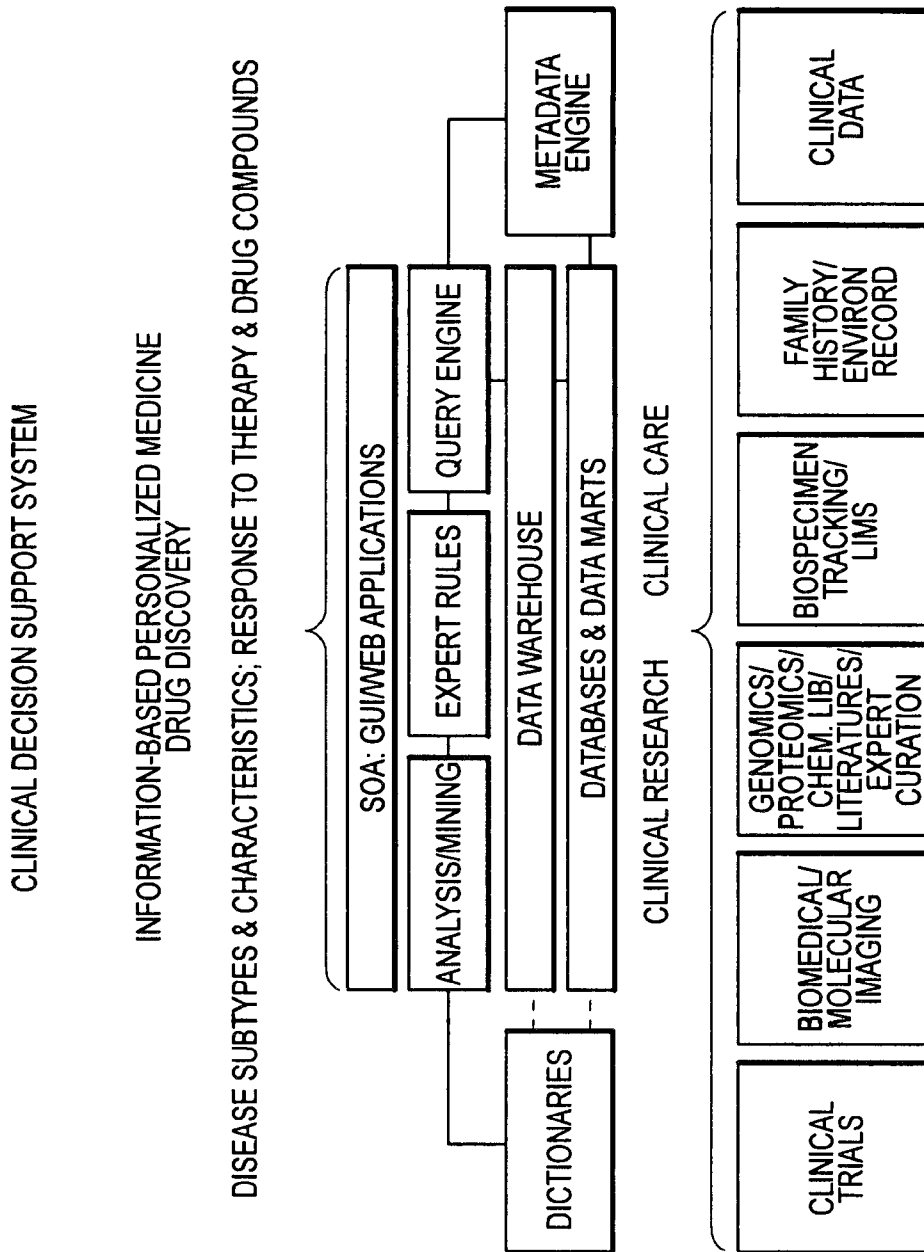 CLINICAL DECISION SUPPORT SYSTEM
INFORMATION-BASED PERSONALIZED MEDICINE
DRUG DISCOVERY
DISEASE SUBTYPES & CHARACTERISTICS; RESPONSE TO THERAPY & DRUG COMPOUNDS
SOA: GUI/WEB APPLICATIONS
ANALYSIS/MINING
EXPERT RULES
QUERY ENGINE
DICTIONARIES
DATA WAREHOUSE
DATABASES & DATA MARTS
METADATA
ENGINE
CLINICAL RESEARCH
CLINICAL CARE
CLINICAL
TRIALS
BIOMEDICAL/
MOLECULAR
IMAGING
GENOMICS/
PROTEOMICS/
CHEM. LIB/
LITERATURES/
EXPERT
CURATION
BIOSPECIMEN
TRACKING/
LIMS
FAMILY
HISTORY/
ENVIRON
RECORD
CLINICAL
DATA